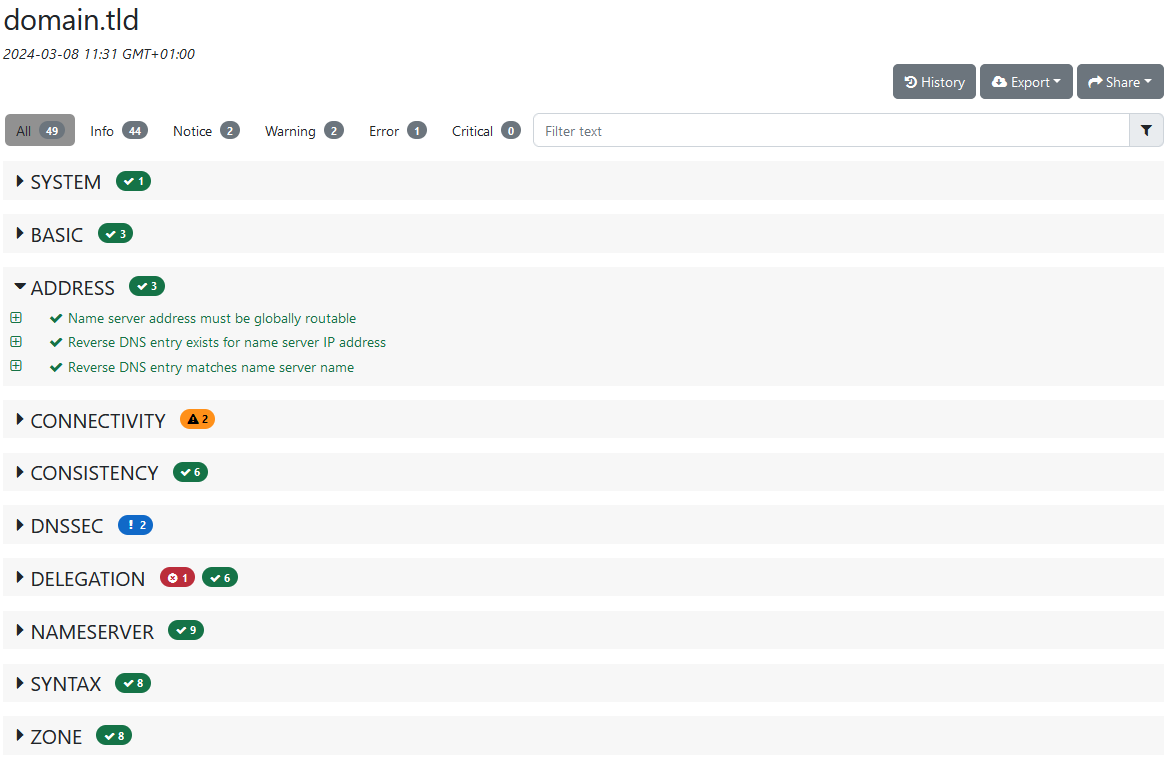 domain.tld
2024-03-08 11:31 GMT+01:00
History Export Share
All 49 Info 44 Notice 2 Warning 2 Error 1 Critical 0 Filter text
SYSTEM 1
BASIC 3
ADDRESS 3
Name server address must be globally routable
Reverse DNS entry exists for name server IP address
Reverse DNS entry matches name server name
CONNECTIVITY 2
CONSISTENCY 6
DNSSEC 2
DELEGATION 1 6
NAMESERVER 9
SYNTAX 8
ZONE 8